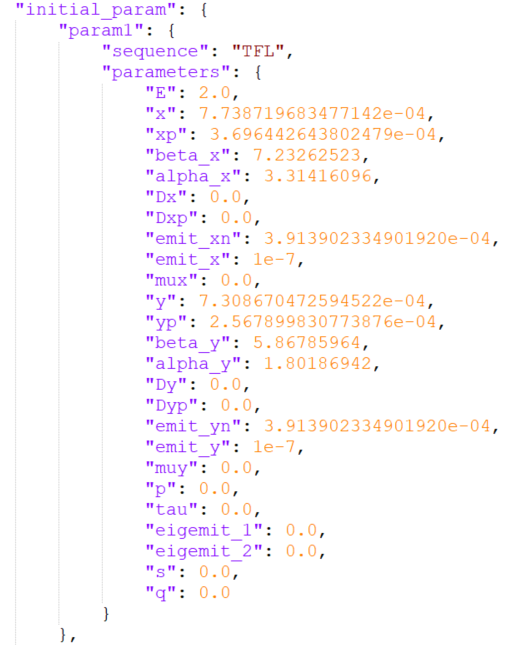 "initial_param": {
"param1": {
"sequence": "TFL",
"parameters": {
"E": 2.0,
"x": 7.738719683477142e-04,
"xp": 3.696442643802479e-04,
"beta_x": 7.23262523,
"alpha_x": 3.31416096,
"Dx": 0.0,
"Dxp": 0.0,
"emit_xn": 3.913902334901920e-04,
"emit_x": 1e-7,
"mux": 0.0,
"y": 7.308670472594522e-04,
"yp": 2.567899830773876e-04,
"beta_y": 5.86785964,
"alpha_y": 1.80186942,
"Dy": 0.0,
"Dyp": 0.0,
"emit_yn": 3.913902334901920e-04,
"emit_y": 1e-7,
"muy": 0.0,
"p": 0.0,
"tau": 0.0,
"eigemit_1": 0.0,
"eigemit_2": 0.0,
"s": 0.0,
"q": 0.0
}
},